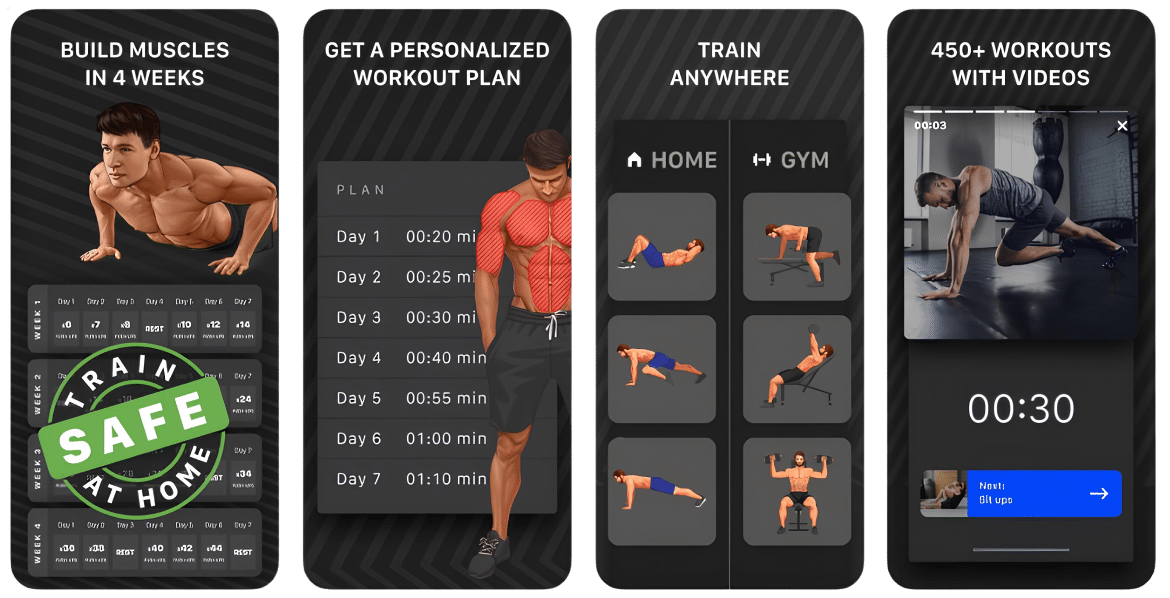 BUILD MUSCLES
IN 4 WEEKS
WEEK 1
Day 1 Day 2 Day 3 Day 4 Day 5 Day 6 Day 7
x6 x7 x8 REST x10 x12 x14
WEEK 2
x24
WEEK 3
x34
TRAIN
SAFE
AT HOME
WEEK 4
Day 1 Day 2 Day 3 Day 4 Day 5 Day 6 Day 7
REST x40 x42 x44 REST
GET A PERSONALIZED
WORKOUT PLAN
PLAN
Day 1 00:20 mi
Day 2 00:25 mi
Day 3 00:30 mi
Day 4 00:40 min
Day 5 00:55 min
Day 6 01:00 min
Day 7 01:10 min
TRAIN
ANYWHERE
HOME GYM
450+ WORKOUTS
WITH VIDEOS
00:03
00:30
Next:
Sit ups